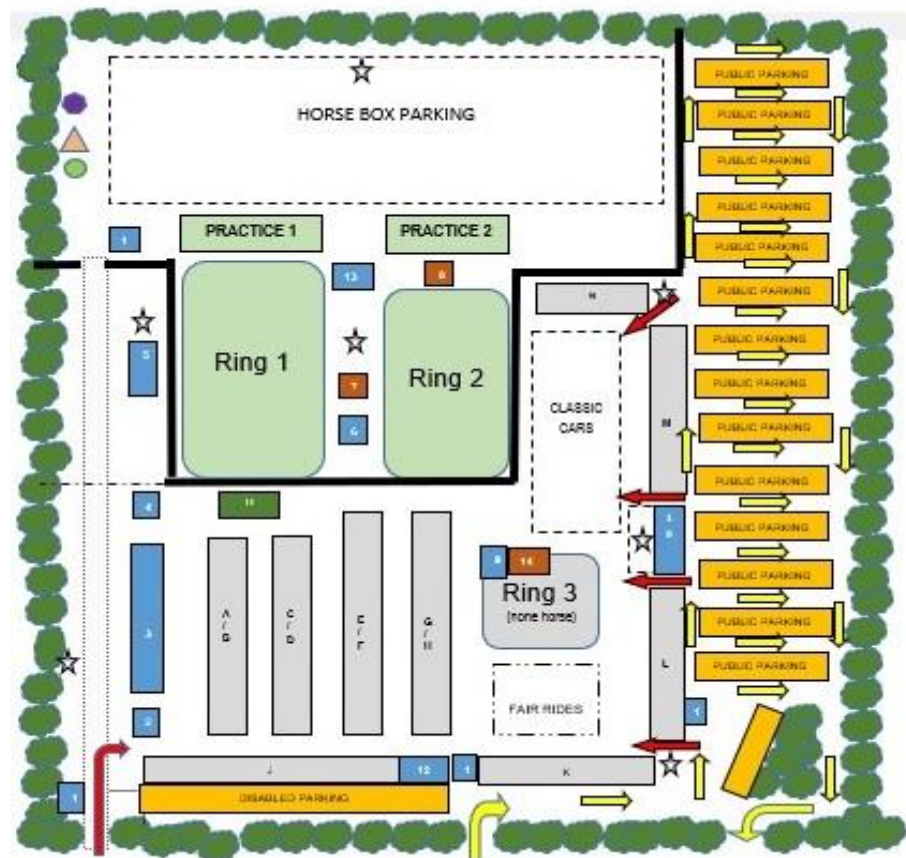 HORSE BOX PARKING
PUBLIC PARKING
PUBLIC PARKING
PUBLIC PARKING
PUBLIC PARKING
PUBLIC PARKING
PUBLIC PARKING
PUBLIC PARKING
PUBLIC PARKING
PUBLIC PARKING
PUBLIC PARKING
PUBLIC PARKING
PUBLIC PARKING
PUBLIC PARKING
PUBLIC PARKING
1
PRACTICE 1
PRACTICE 2
13
Ring 1
Ring 2
5
7
6
CLASSIC
CARS
M
4
11
3
A
/
B
C
/
D
E
/
F
G
/
H
14
Ring 3
(none horse)
L
FAIR RIDES
2
1
J
12
1
K
1
DISABLED PARKING